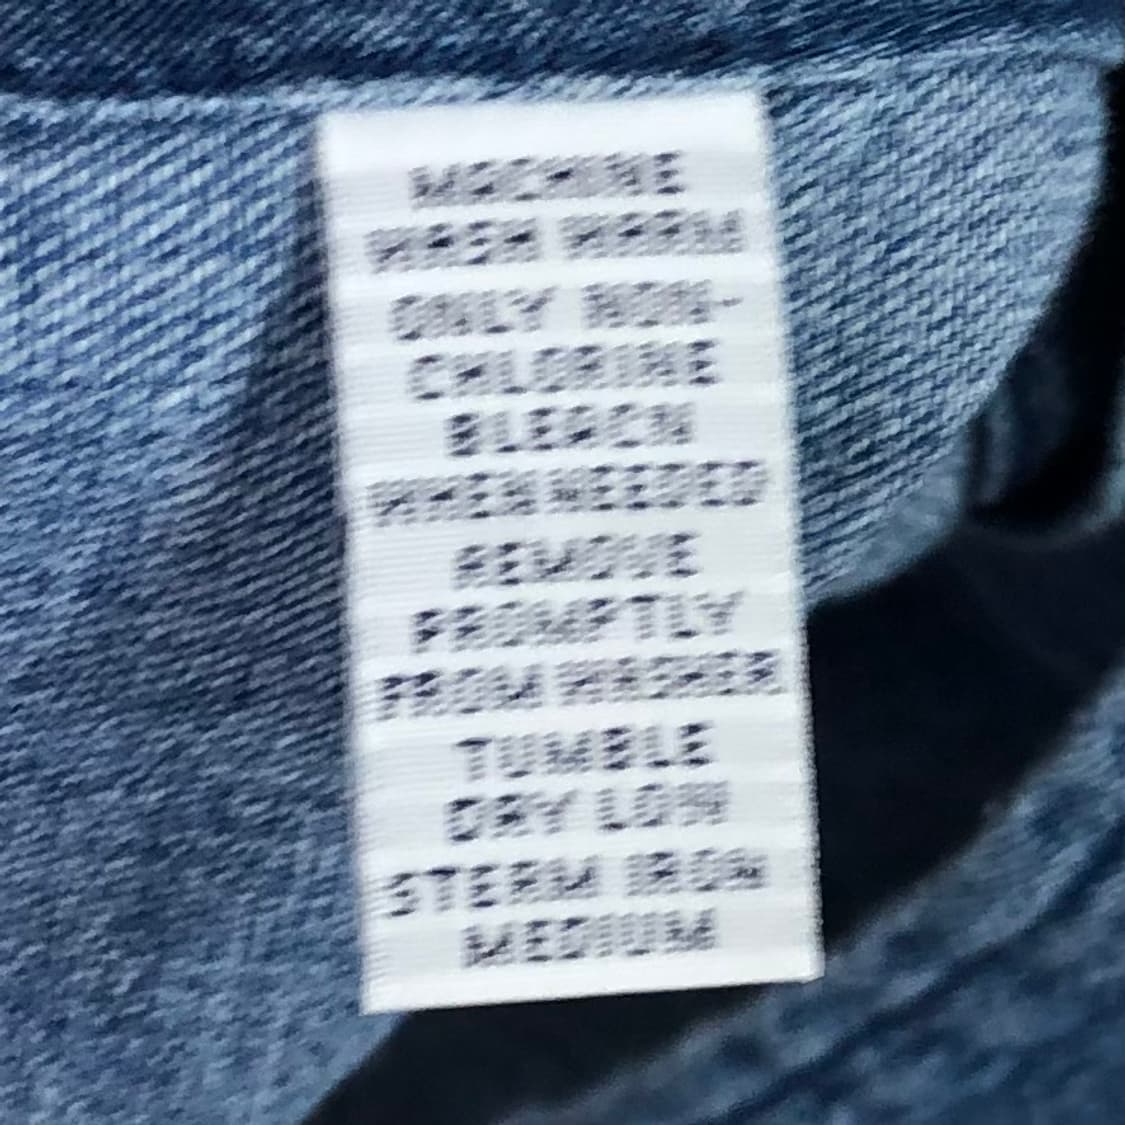 MACHINE
WASH WARM
ONLY NON-
CHLORINE
BLEACH
WHEN NEEDED
REMOVE
PROMPTLY
FROM WASHER
TUMBLE
DRY LOW
STEAM IRON
MEDIUM